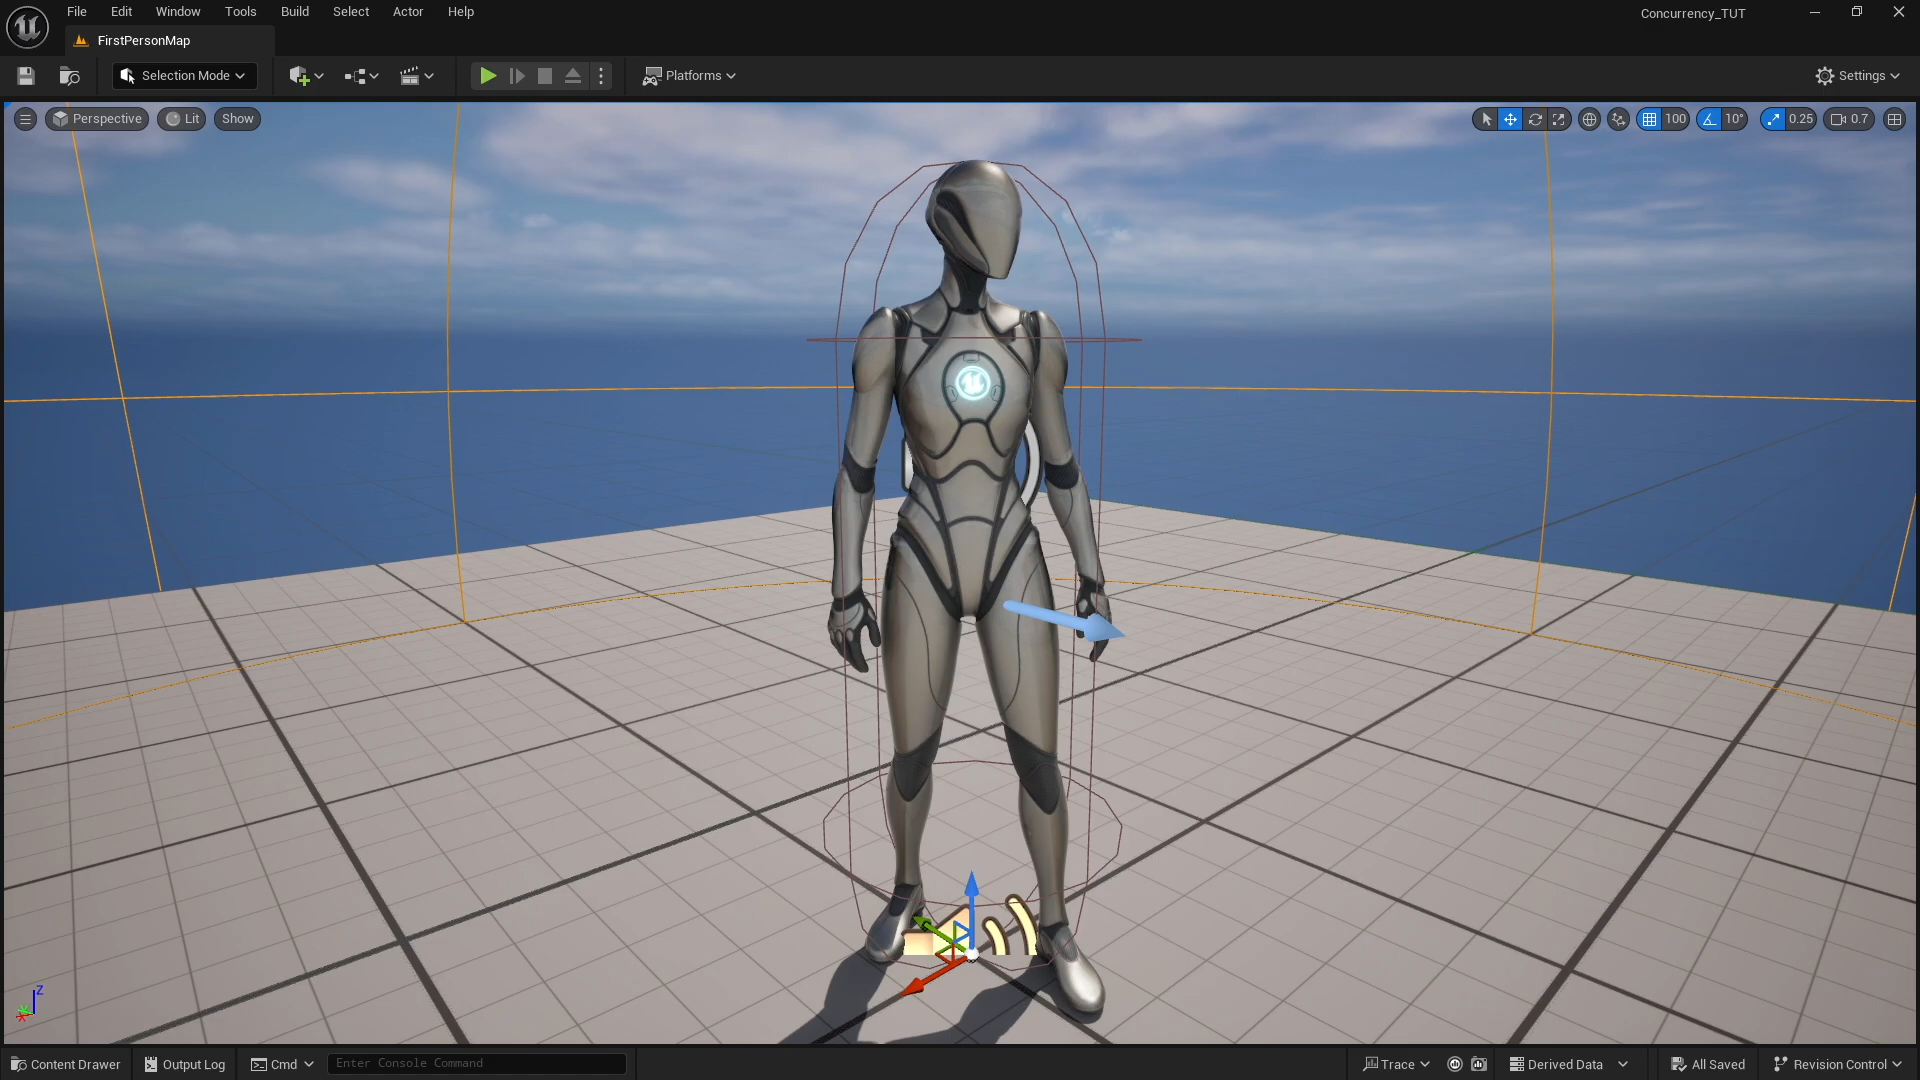 File Edit Window Tools Build Select Actor Help
Concurrency_TUT
FirstPersonMap
Selection Mode
Platforms
Settings
Perspective Lit Show
100 10° 0.25 0.7
Z
Content Drawer Output Log Cmd Enter Console Command Trace Derived Data All Saved Revision Control